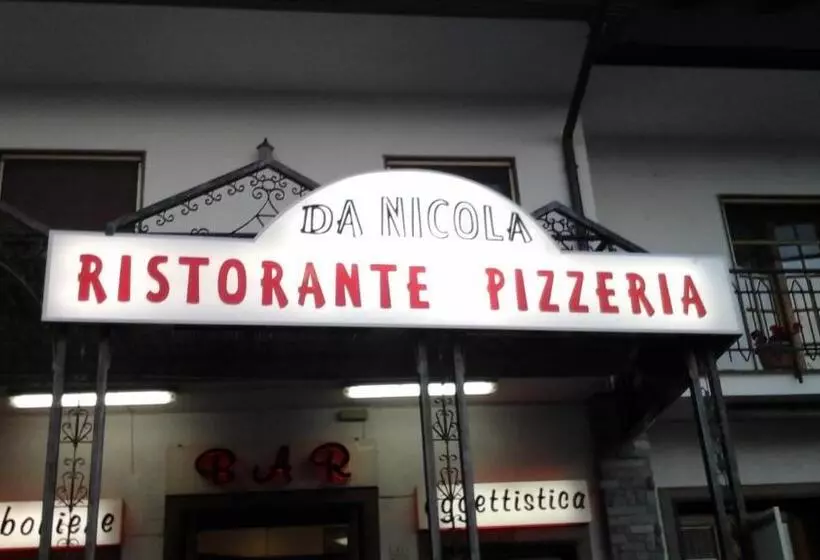 DA NICOLA
RISTORANTE PIZZERIA
BAR
oggettistica